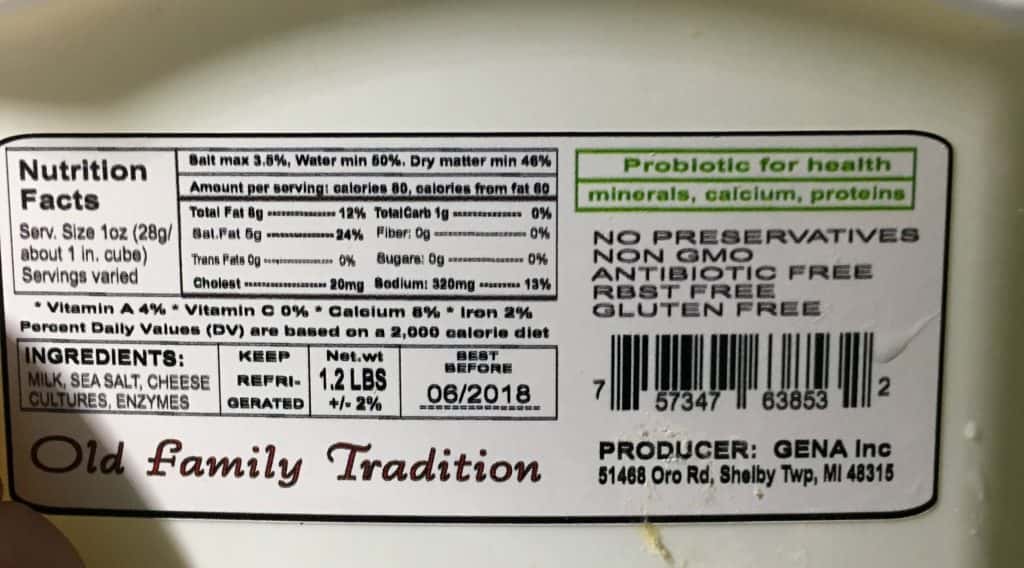 Nutrition
Facts
Serv. Size 1oz (28g/
about 1 in. cube)
Servings varied
Salt max 3.5%, Water min 50%. Dry matter min 46%
Amount per serving: calories 80, calories from fat 60
Total Fat 8g 12% TotalCarb 1g 0%
Sat.Fat 5g 24% Fiber: 0g 0%
Trans Fats 0g 0% Sugars: 0g 0%
Cholest 20mg Sodium: 320mg 13%
* Vitamin A 4% * Vitamin C 0% * Calcium 8% * Iron 2%
Percent Daily Values (DV) are based on a 2,000 calorie diet
INGREDIENTS:
MILK, SEA SALT, CHEESE
CULTURES, ENZYMES
KEEP
REFRI-
GERATED
Net.wt
1.2 LBS
+/- 2%
BEST
BEFORE
06/2018
Old Family Tradition
Probiotic for health
minerals, calcium, proteins
NO PRESERVATIVES
NON GMO
ANTIBIOTIC FREE
RBST FREE
GLUTEN FREE
7 57347 63853 2
PRODUCER: GENA Inc
51468 Oro Rd, Shelby Twp, MI 48315